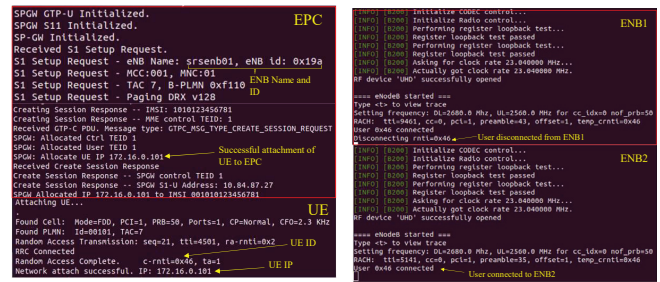 SPGW GTP-U Initialized.
SPGW S11 Initialized.
SP-GW Initialized.
EPC
Received S1 Setup Request.
S1 Setup Request - eNB Name: srsenb01, eNB id: 0x19a
S1 Setup Request - MCC:001, MNC:01
S1 Setup Request - TAC 7, B-PLMN 0xf110
S1 Setup Request - Paging DRX v128
ENB Name and
ID
Creating Session Response -- IMSI: 1010123456781
Creating Session Response -- MME control TEID: 1
Received GTP-C PDU. Message type: GTPC_MSG_TYPE_CREATE_SESSION_REQUEST
SPGW: Allocated Ctrl TEID 1
SPGW: Allocated User TEID 1
SPGW: Allocate UE IP 172.16.0.101
Successful attachment of
UE to EPC
Received Create Session Response
Create Session Response -- SPGW control TEID 1
Create Session Response -- SPGW S1-U Address: 10.84.87.27
SPGW Allocated IP 172.16.0.101 to IMSI 001010123456781
Attaching UE...
.
UE
Found Cell: Mode=FDD, PCI=1, PRB=50, Ports=1, CP=Normal, CFO=2.3 KHz
Found PLMN: Id=00101, TAC=7
Random Access Transmission: seq=21, tti=4501, ra-rnti=0x2
RRC Connected
UE ID
Random Access Complete. c-rnti=0x46, ta=1
Network attach successful. IP: 172.16.0.101
UE IP
[INFO] [B200] Initialize CODEC control...
[INFO] [B200] Initialize Radio control...
[INFO] [B200] Performing register loopback test...
[INFO] [B200] Register loopback test passed
[INFO] [B200] Performing register loopback test...
[INFO] [B200] Register loopback test passed
[INFO] [B200] Asking for clock rate 23.040000 MHz...
[INFO] [B200] Actually got clock rate 23.040000 MHz.
RF device 'UHD' successfully opened
ENB1
==== eNodeB started ===
Type <t> to view trace
Setting frequency: DL=2680.0 Mhz, UL=2560.0 MHz for cc_idx=0 nof_prb=50
RACH: tti=9461, cc=0, pci=1, preamble=43, offset=1, temp_crnti=0x46
User 0x46 connected
Disconnecting rnti=0x46
User disconnected from ENB1
[INFO] [B200] Initialize CODEC control...
[INFO] [B200] Initialize Radio control...
[INFO] [B200] Performing register loopback test...
[INFO] [B200] Register loopback test passed
[INFO] [B200] Performing register loopback test...
[INFO] [B200] Register loopback test passed
[INFO] [B200] Asking for clock rate 23.040000 MHz...
[INFO] [B200] Actually got clock rate 23.040000 MHz.
RF device 'UHD' successfully opened
ENB2
==== eNodeB started ===
Type <t> to view trace
Setting frequency: DL=2680.0 Mhz, UL=2560.0 MHz for cc_idx=0 nof_prb=50
RACH: tti=5141, cc=0, pci=1, preamble=35, offset=1, temp_crnti=0x46
User 0x46 connected
User connected to ENB2